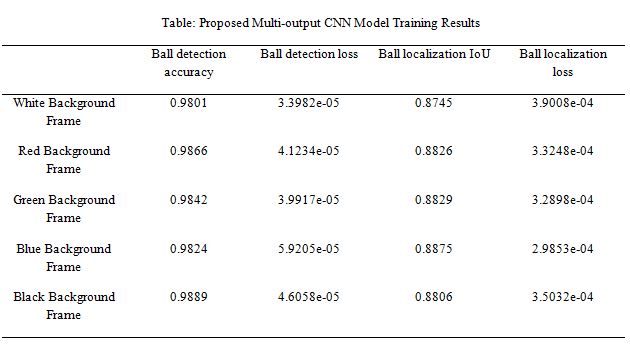 Table: Proposed Multi-output CNN Model Training Results
Ball detection accuracy Ball detection loss Ball localization IoU Ball localization loss
White Background Frame 0.9801 3.3982e-05 0.8745 3.9008e-04
Red Background Frame 0.9866 4.1234e-05 0.8826 3.3248e-04
Green Background Frame 0.9842 3.9917e-05 0.8829 3.2898e-04
Blue Background Frame 0.9824 5.9205e-05 0.8875 2.9853e-04
Black Background Frame 0.9889 4.6058e-05 0.8806 3.5032e-04